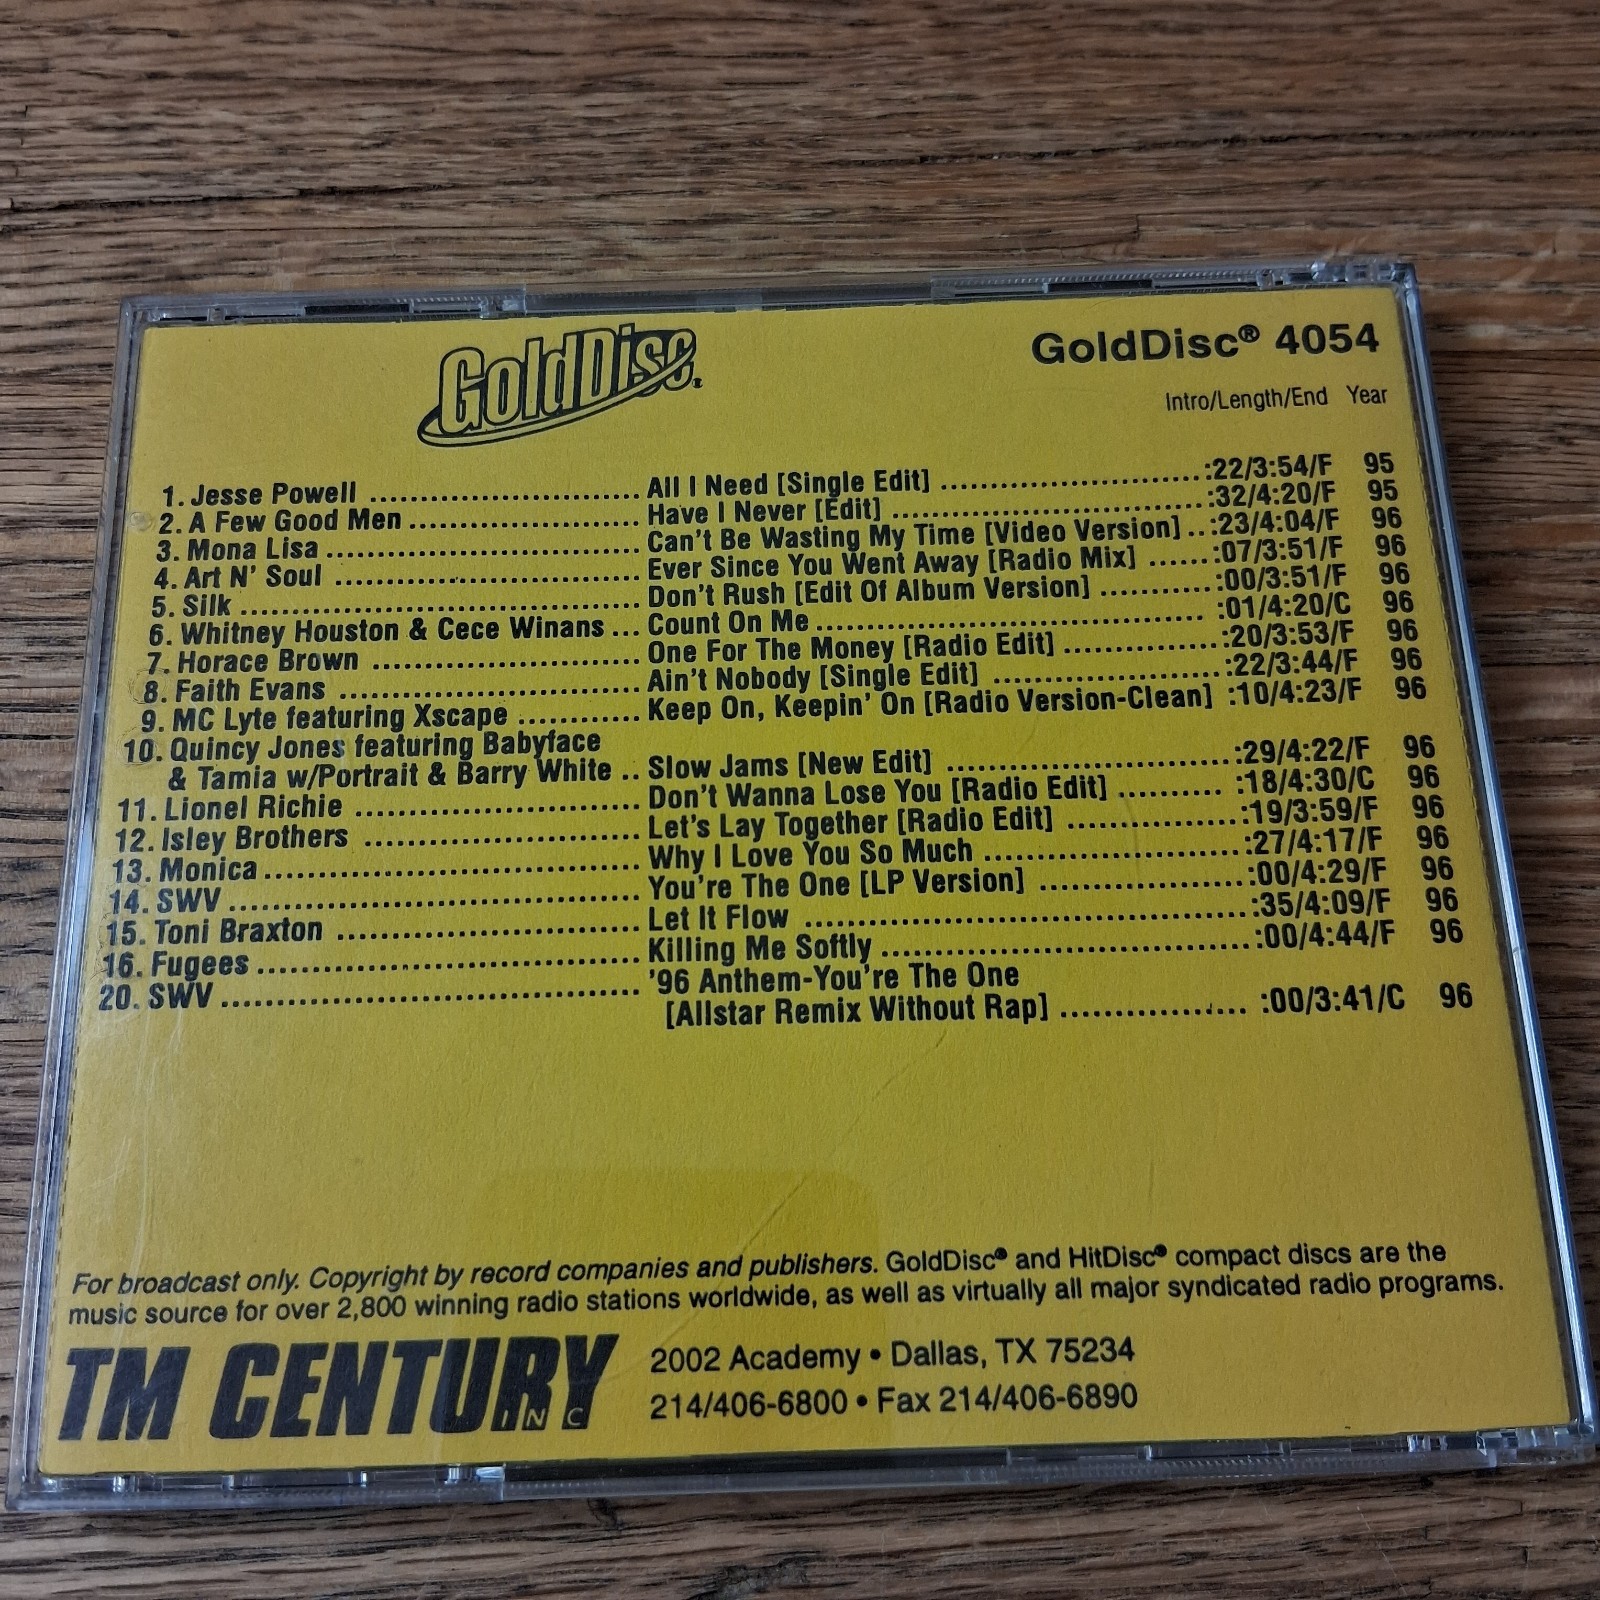 GoldDisc®
GoldDisc® 4054
Intro/Length/End Year
1. Jesse Powell .............................. All I Need [Single Edit] ..............................:22/3:54/F 95
2. A Few Good Men ......................... Have I Never [Edit] ....................................:32/4:20/F 95
3. Mona Lisa ................................. Can't Be Wasting My Time [Video Version] ..:23/4:04/F 96
4. Art N' Soul ................................ Ever Since You Went Away [Radio Mix] ......:07/3:51/F 96
5. Silk .......................................... Don't Rush [Edit Of Album Version] ............:00/3:51/F 96
6. Whitney Houston & Cece Winans ... Count On Me ........................................ :01/4:20/C 96
7. Horace Brown ............................ One For The Money [Radio Edit] ................:20/3:53/F 96
8. Faith Evans ................................ Ain't Nobody [Single Edit] .......................:22/3:44/F 96
9. MC Lyte featuring Xscape ............ Keep On, Keepin' On [Radio Version-Clean] :10/4:23/F 96
10. Quincy Jones featuring Babyface
& Tamia w/Portrait & Barry White .. Slow Jams [New Edit] .............................:29/4:22/F 96
11. Lionel Richie ............................. Don't Wanna Lose You [Radio Edit] .......... :18/4:30/C 96
12. Isley Brothers ............................ Let's Lay Together [Radio Edit] .................:19/3:59/F 96
13. Monica ..................................... Why I Love You So Much .........................:27/4:17/F 96
14. SWV ........................................ You're The One [LP Version] ....................:00/4:29/F 96
15. Toni Braxton ............................. Let It Flow ...........................................:35/4:09/F 96
16. Fugees ..................................... Killing Me Softly ...................................:00/4:44/F 96
20. SWV ........................................ '96 Anthem-You're The One
[Allstar Remix Without Rap] ................. :00/3:41/C 96
For broadcast only. Copyright by record companies and publishers. GoldDisc® and HitDisc® compact discs are the
music source for over 2,800 winning radio stations worldwide, as well as virtually all major syndicated radio programs.
TM CENTURY INC
2002 Academy • Dallas, TX 75234
214/406-6800 • Fax 214/406-6890